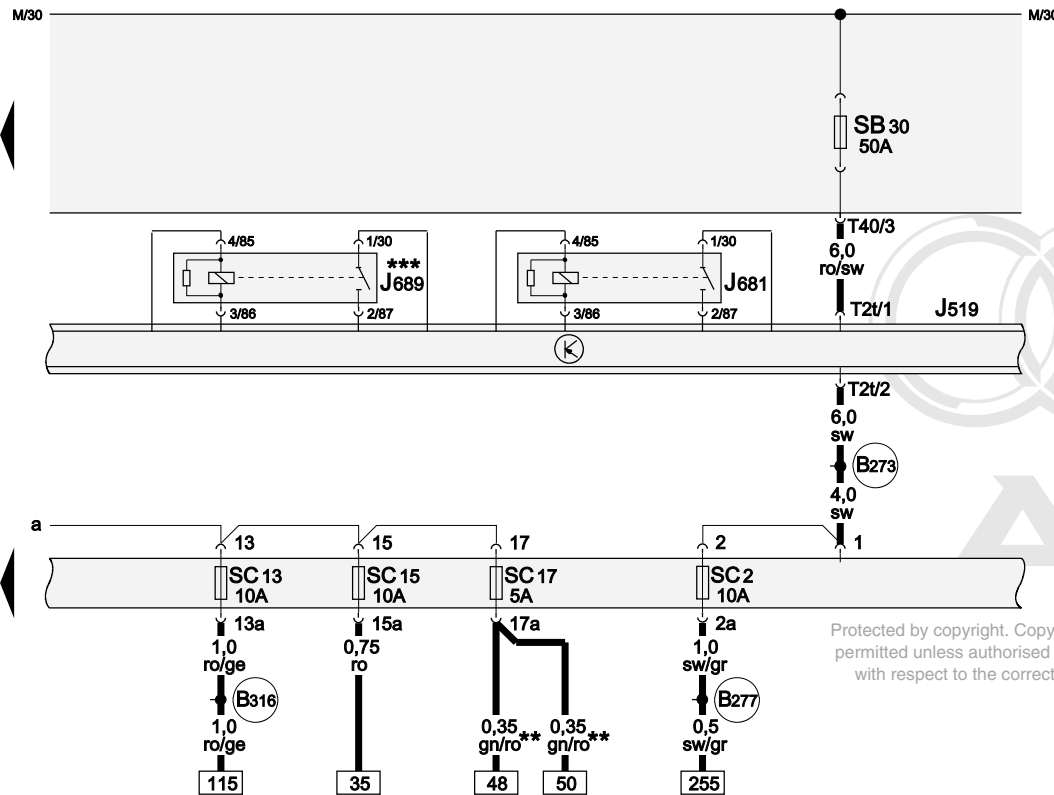 M/30
M/30
SB 30
50A
T40/3
4/85
1/30
4/85
1/30
6,0
ro/sw
***
J689
J681
3/86
2/87
3/86
2/87
T2t/1
J519
T2t/2
6,0
sw
B273
4,0
sw
a
13
15
17
2
1
SC 13
10A
SC 15
10A
SC 17
5A
SC 2
10A
13a
15a
17a
2a
1,0
ro/ge
0,75
ro
1,0
sw/gr
Protected by copyright. Copy
permitted unless authorised
with respect to the correct
B316
B277
1,0
ro/ge
0,35
gn/ro**
0,35
gn/ro**
0,5
sw/gr
115
35
48
50
255